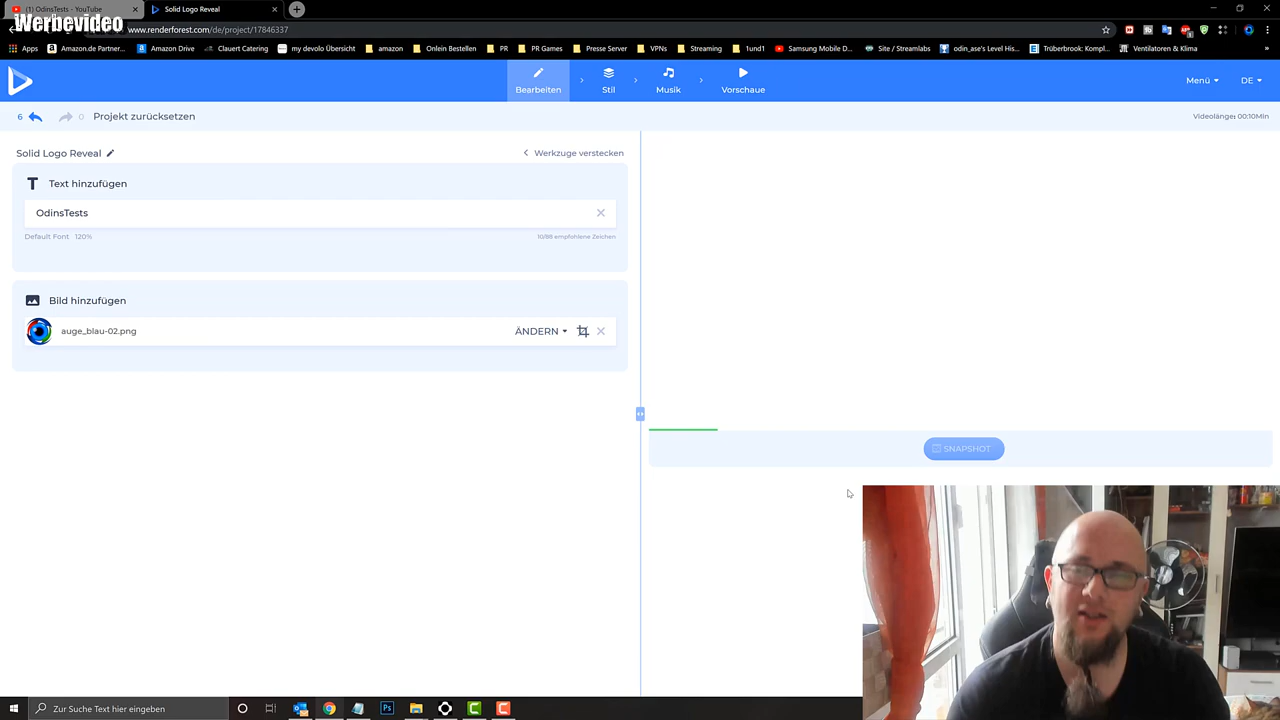 (1) OdinsTests - YouTube
Solid Logo Reveal
Werbevideo
www.renderforest.com/de/project/17846337
Apps
Amazon.de Partner...
Amazon Drive
Clauert Catering
my devolo Übersicht
amazon
Onlein Bestellen
PR
PR Games
Presse Server
VPNs
Streaming
1und1
Samsung Mobile D...
Site / Streamlabs
odin_ase's Level His...
Trüberbrook: Kompl...
Ventilatoren & Klima
»
Bearbeiten
Stil
Musik
Vorschaue
Menü
DE
6
0
Projekt zurücksetzen
Videolänge: 00:10Min
Solid Logo Reveal
Werkzuge verstecken
Text hinzufügen
OdinsTests
Default Font 120%
10/88 empfohlene Zeichen
Bild hinzufügen
auge_blau-02.png
ÄNDERN
SNAPSHOT
Zur Suche Text hier eingeben